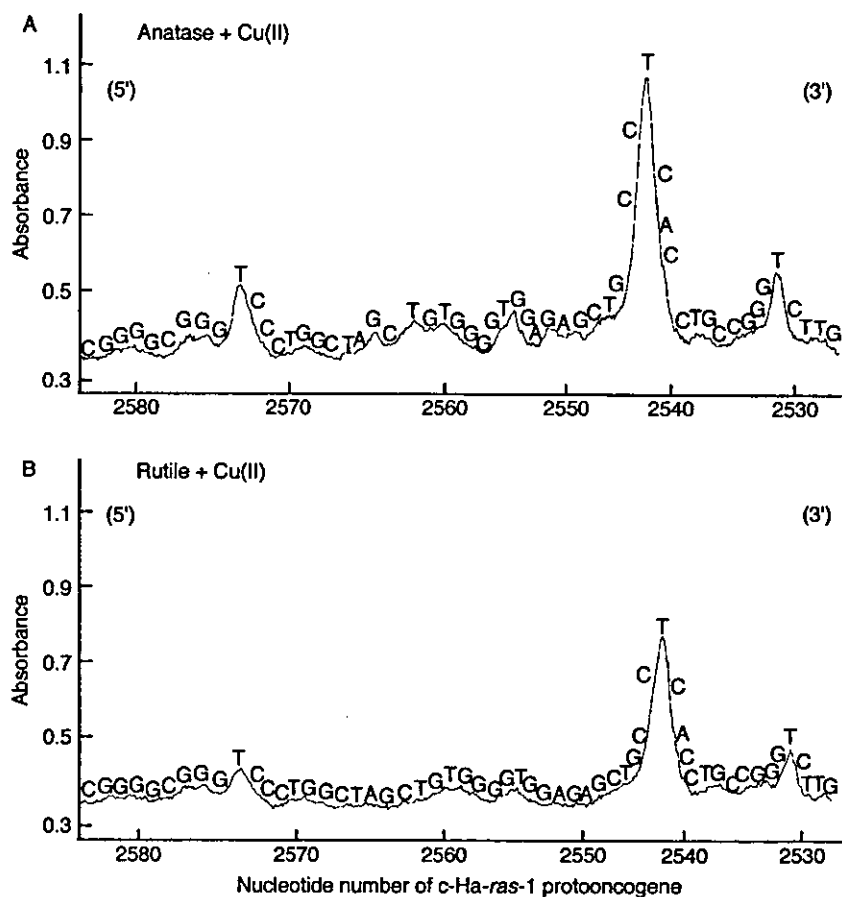 A
Anatase + Cu(II)
(5')
(3')
Absorbance
1.1
0.9
0.7
0.5
0.3
CGGGGCGGGTCCCTGGCTAGCTGTGGGGTGGAGAGCTGCCTCACCTGCCGGGTCTTG
2580
2570
2560
2550
2540
2530
B
Rutile + Cu(II)
(5')
(3')
Absorbance
1.1
0.9
0.7
0.5
0.3
CGGGGCGGGTCCCTGGCTAGCTGTGGGGTGGAGAGCTGCCTCACCTGCCGGGTCTTG
2580
2570
2560
2550
2540
2530
Nucleotide number of c-Ha-ras-1 protooncogene